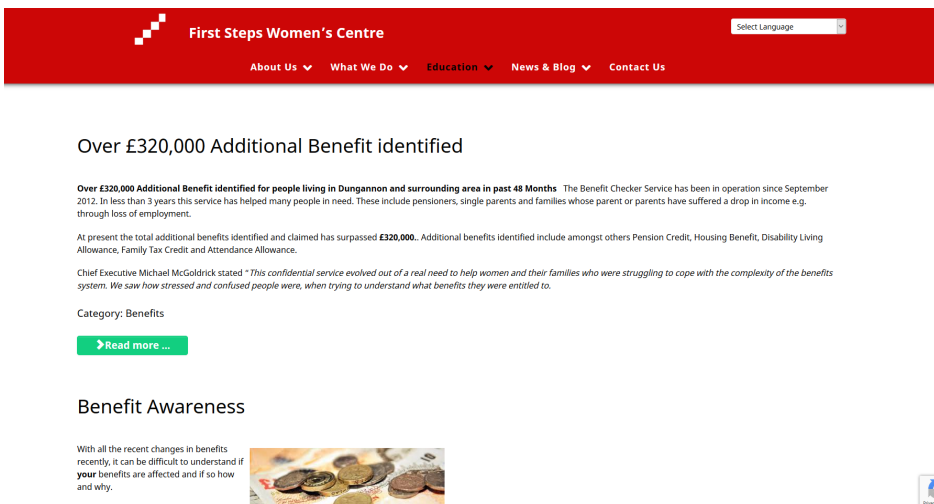 First Steps Women's Centre
Select Language
About Us
What We Do
Education
News & Blog
Contact Us
Over £320,000 Additional Benefit identified
Over £320,000 Additional Benefit identified for people living in Dungannon and surrounding area in past 48 Months The Benefit Checker Service has been in operation since September
2012. In less than 3 years this service has helped many people in need. These include pensioners, single parents and families whose parent or parents have suffered a drop in income e.g.
through loss of employment.
At present the total additional benefits identified and claimed has surpassed £320,000.. Additional benefits identified include amongst others Pension Credit, Housing Benefit, Disability Living
Allowance, Family Tax Credit and Attendance Allowance.
Chief Executive Michael McGoldrick stated "This confidential service evolved out of a real need to help women and their families who were struggling to cope with the complexity of the benefits
system. We saw how stressed and confused people were, when trying to understand what benefits they were entitled to.
Category: Benefits
Read more ...
Benefit Awareness
With all the recent changes in benefits
recently, it can be difficult to understand if
your benefits are affected and if so how
and why.
10